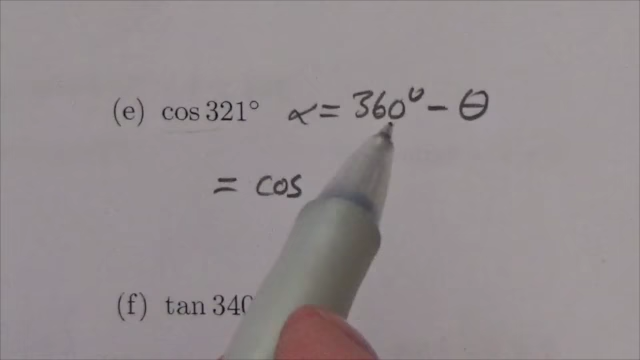 (e) cos 321° α = 360° − θ
= cos
(f) tan 340